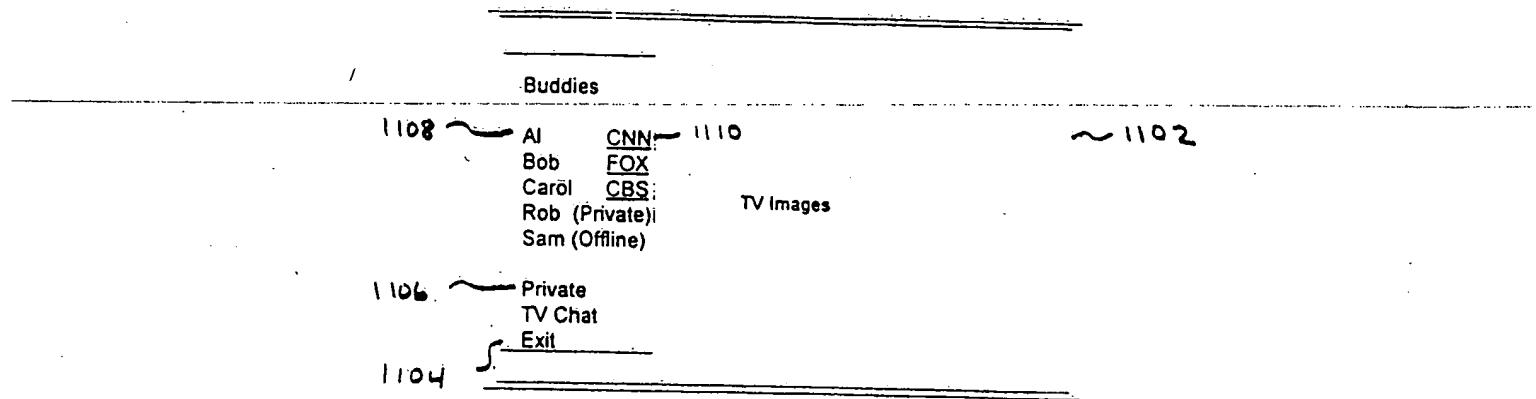 Buddies
1108 Al CNN 1110 1102
Bob FOX
Carol CBS
TV Images
Rob (Private)
Sam (Offline)
1106 Private
TV Chat
Exit
1104